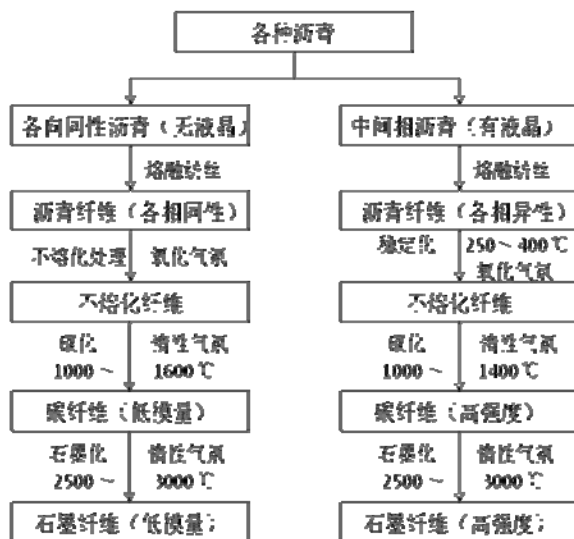 各种沥青
各向同性沥青（无液晶）
中间相沥青（有液晶）
熔融纺丝
熔融纺丝
沥青纤维（各相同性）
沥青纤维（各相异性）
不熔化处理 氧化气氛
稳定化 250～400℃
氧化气氛
不熔化纤维
不熔化纤维
碳化 惰性气氛
1000～ 1600℃
碳化 惰性气氛
1000～ 1400℃
碳纤维（低模量）
碳纤维（高强度）
石墨化 惰性气氛
2500～ 3000℃
石墨化 惰性气氛
2500～ 3000℃
石墨纤维（低模量）
石墨纤维（高强度）